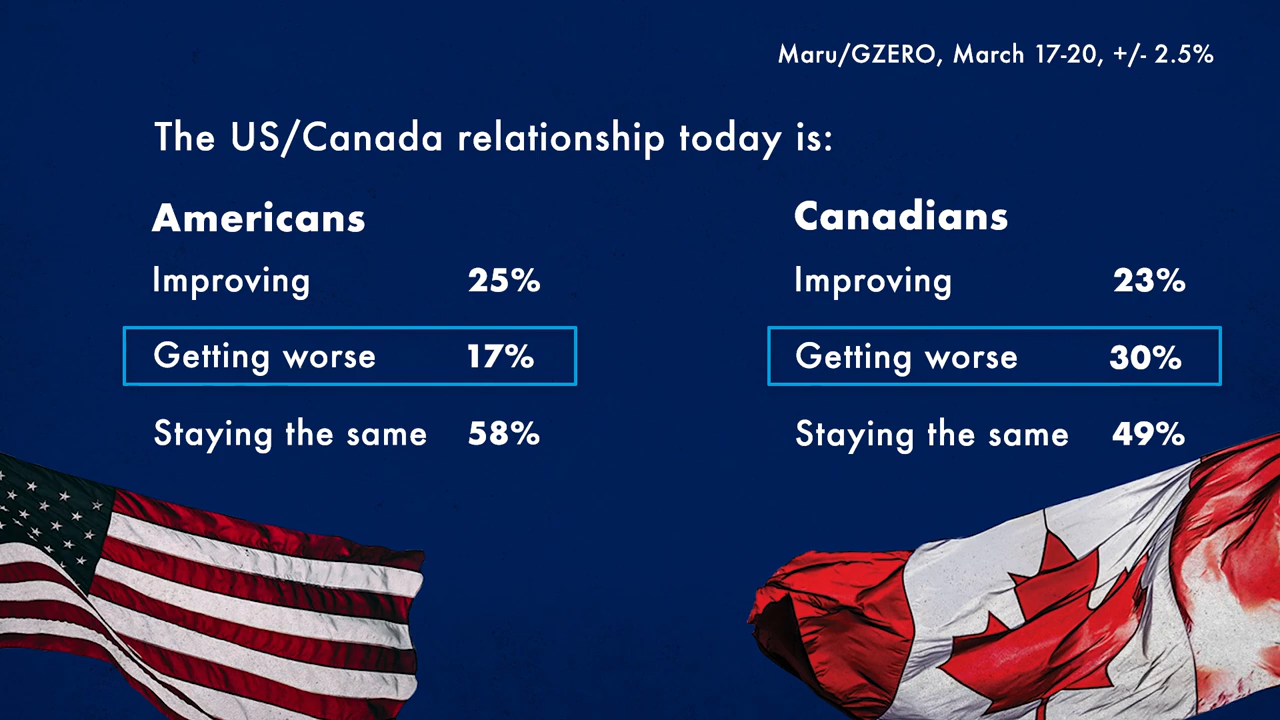 Maru/GZERO, March 17-20, +/- 2.5%
The US/Canada relationship today is:
Americans
Improving 25%
Getting worse 17%
Staying the same 58%
Canadians
Improving 23%
Getting worse 30%
Staying the same 49%